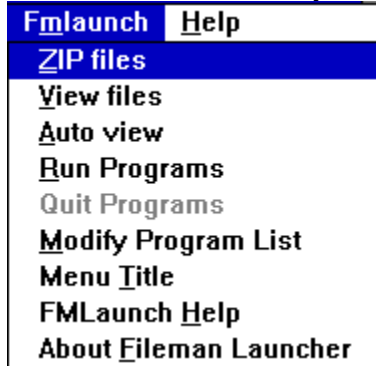 Fmlaunch Help
ZIP files
View files
Auto view
Run Programs
Quit Programs
Modify Program List
Menu Title
FMLaunch Help
About Fileman Launcher